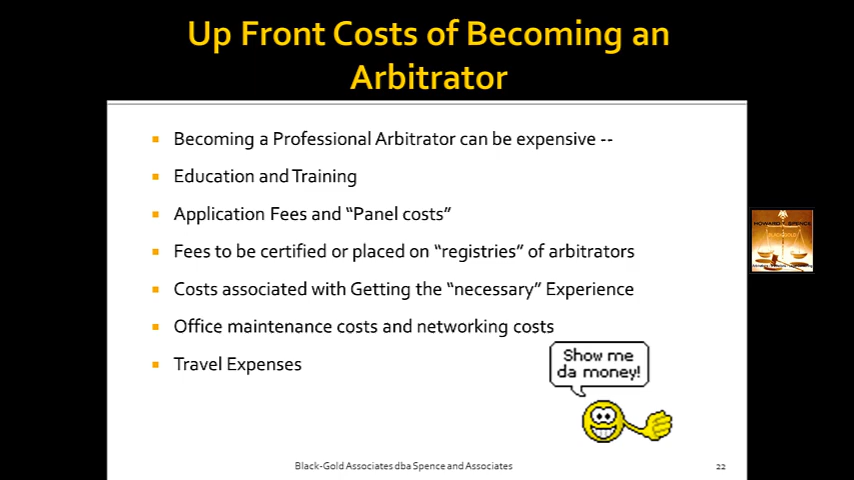 Up Front Costs of Becoming an
Arbitrator
Becoming a Professional Arbitrator can be expensive --
Education and Training
Application Fees and “Panel costs”
Fees to be certified or placed on “registries” of arbitrators
Costs associated with Getting the “necessary” Experience
Office maintenance costs and networking costs
Travel Expenses
Show me
da money!
HOWARD T. SPENCE
Black-Gold Associates dba Spence and Associates
22